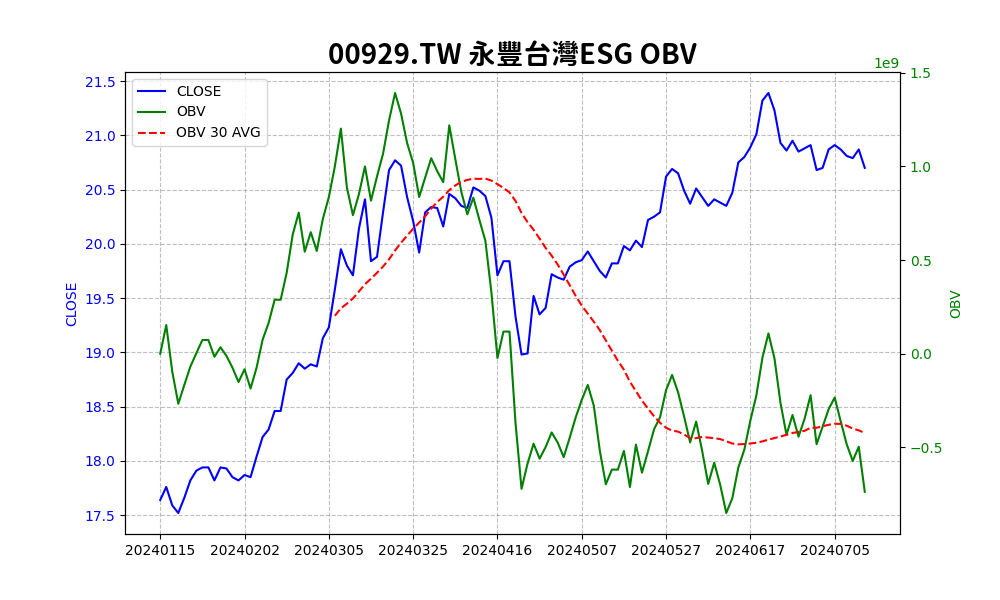 00929.TW 永豐台灣ESG OBV
1e9
CLOSE
OBV
OBV 30 AVG
CLOSE
21.5
21.0
20.5
20.0
19.5
19.0
18.5
18.0
17.5
1.5
1.0
0.5
0.0
−0.5
OBV
20240115 20240202 20240305 20240325 20240416 20240507 20240527 20240617 20240705